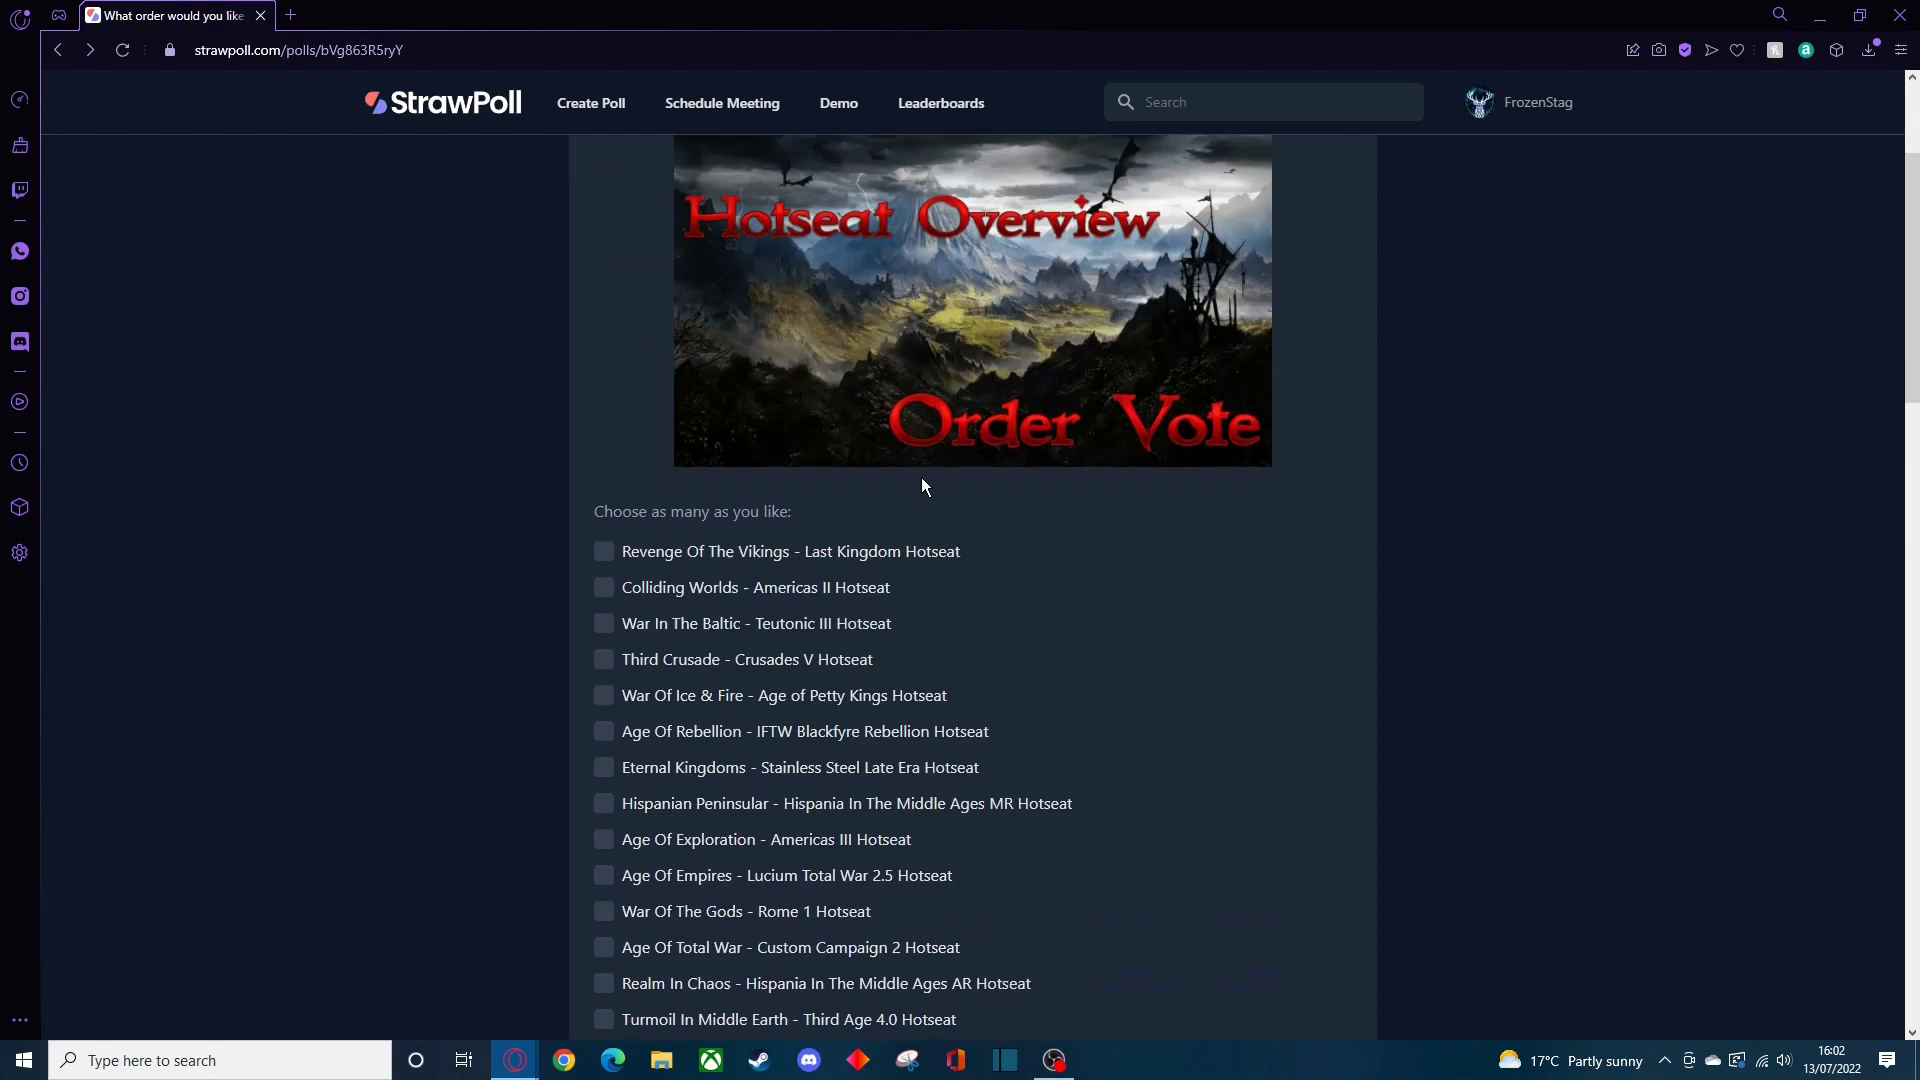 What order would you like
strawpoll.com/polls/bVg863R5ryY
StrawPoll
Create Poll
Schedule Meeting
Demo
Leaderboards
Search
FrozenStag
Hotseat Overview
Order Vote
Choose as many as you like:
Revenge Of The Vikings - Last Kingdom Hotseat
Colliding Worlds - Americas II Hotseat
War In The Baltic - Teutonic III Hotseat
Third Crusade - Crusades V Hotseat
War Of Ice & Fire - Age of Petty Kings Hotseat
Age Of Rebellion - IFTW Blackfyre Rebellion Hotseat
Eternal Kingdoms - Stainless Steel Late Era Hotseat
Hispanian Peninsular - Hispania In The Middle Ages MR Hotseat
Age Of Exploration - Americas III Hotseat
Age Of Empires - Lucium Total War 2.5 Hotseat
War Of The Gods - Rome 1 Hotseat
Age Of Total War - Custom Campaign 2 Hotseat
Realm In Chaos - Hispania In The Middle Ages AR Hotseat
Turmoil In Middle Earth - Third Age 4.0 Hotseat
Type here to search
17°C Partly sunny
16:02
13/07/2022